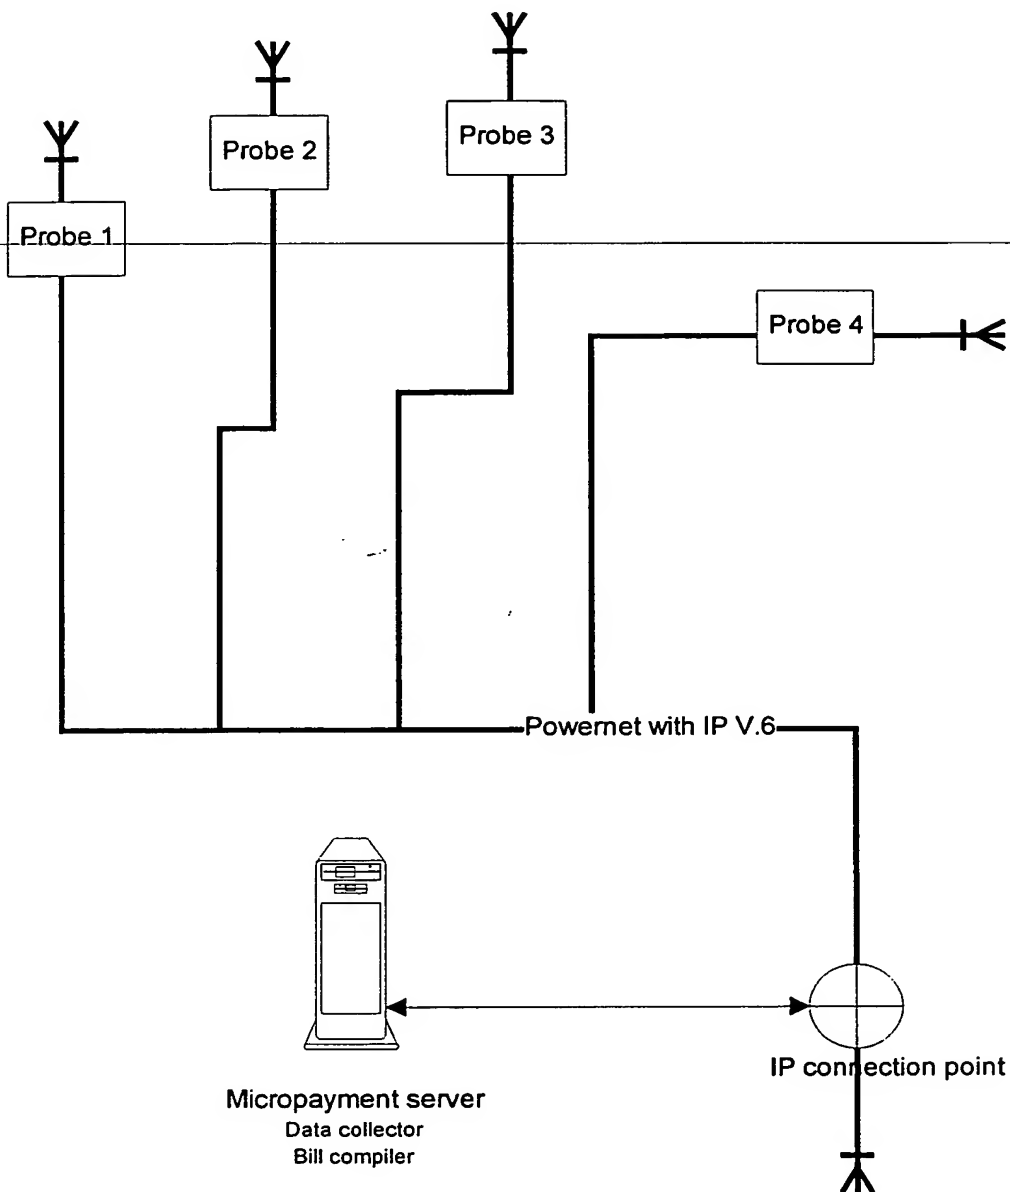 Probe 3
Probe 2
Probe 1
Probe 4
Powernet with IP V.6
IP connection point
Micropayment server
Data collector
Bill compiler